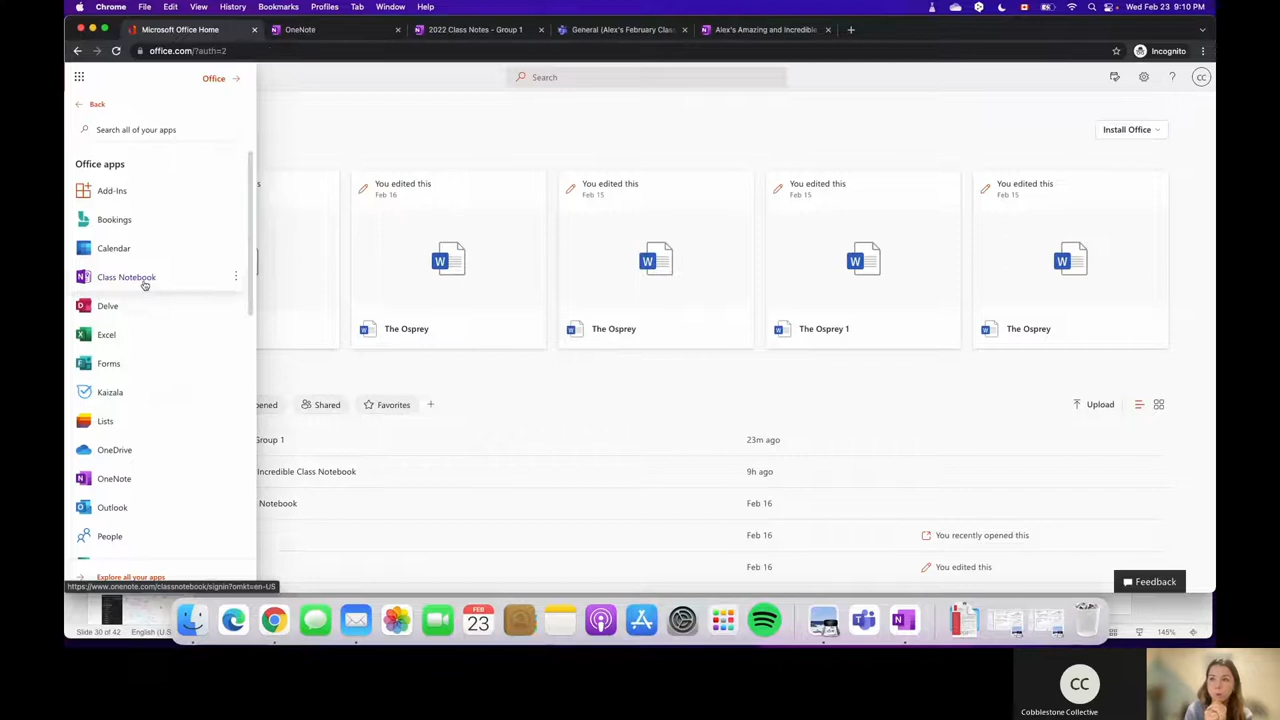 Chrome File Edit View History Bookmarks Profiles Tab Window Help Wed Feb 23 9:10 PM
Microsoft Office Home OneNote 2022 Class Notes - Group 1 General (Alex's February Class Alex's Amazing and Incredible
office.com/?auth=2 Incognito
Office →
Search
CC
Back
Search all of your apps
Install Office
Office apps
Add-Ins
Bookings
Calendar
Class Notebook
Delve
Excel
Forms
Kaizala
Lists
OneDrive
OneNote
Outlook
People
Explore all your apps
https://www.onenote.com/classnotebook/signin?omkt=en-US
s
You edited this
Feb 16
The Osprey
You edited this
Feb 15
The Osprey
You edited this
Feb 15
The Osprey 1
You edited this
Feb 15
The Osprey
pened Shared Favorites + Upload
Group 1 23m ago
Incredible Class Notebook 9h ago
Notebook Feb 16
Feb 16 You recently opened this
Feb 16 You edited this
Feedback
FEB
23
Slide 30 of 42 English (U.S 145%
CC
Cobblestone Collective